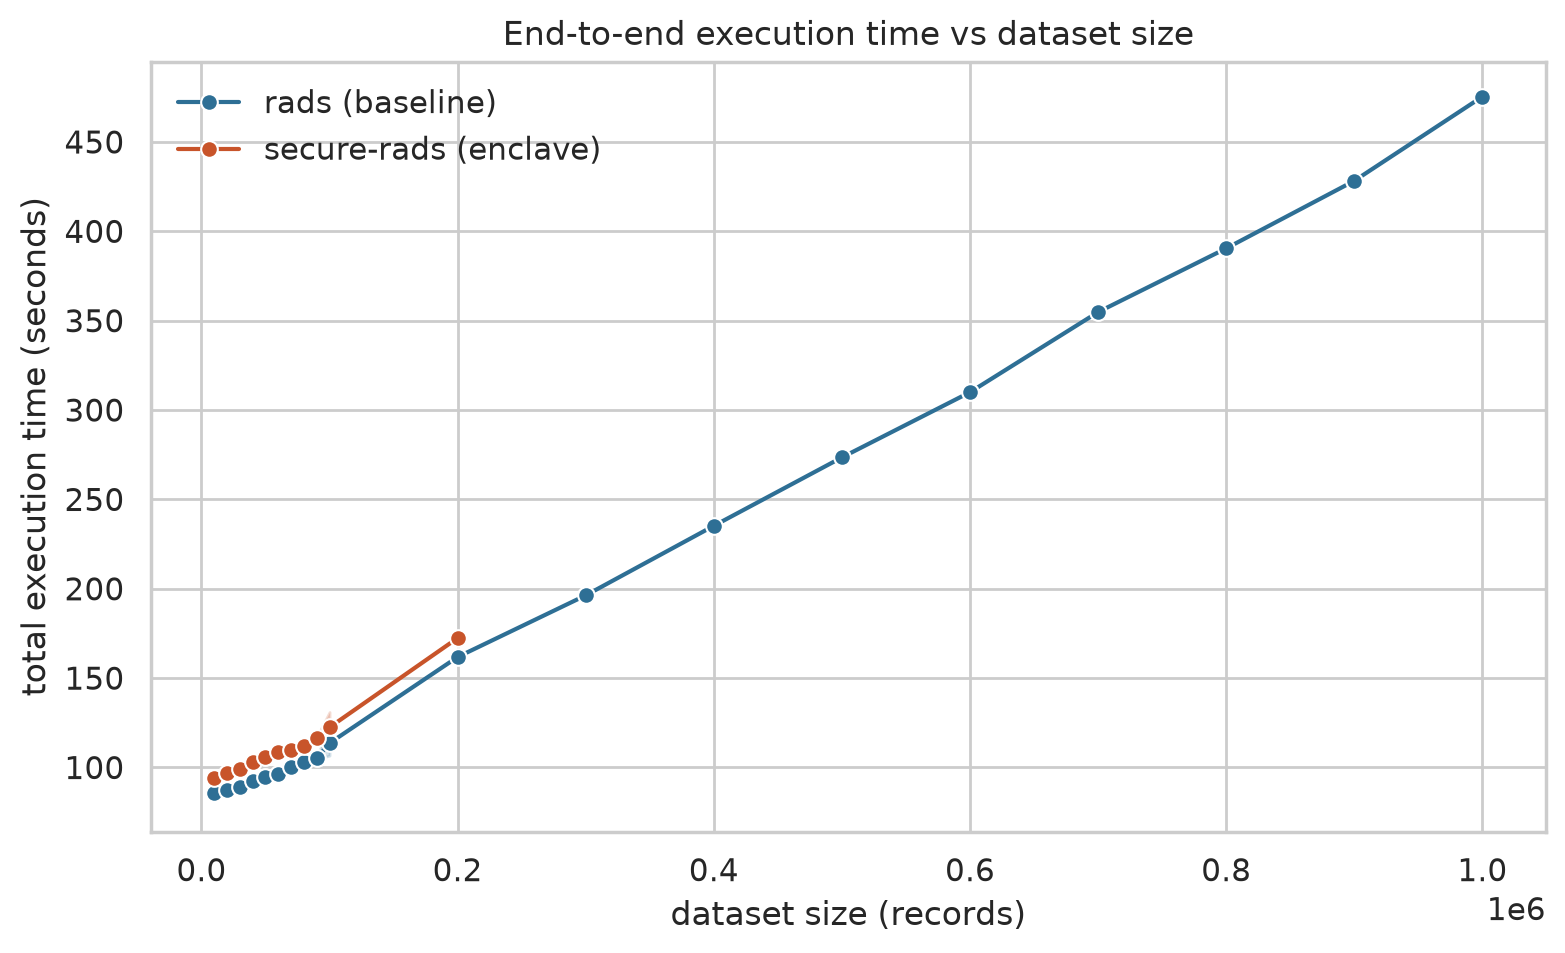 End-to-end execution time vs dataset size
rads (baseline)
secure-rads (enclave)
total execution time (seconds)
450
400
350
300
250
200
150
100
0.0
0.2
0.4
0.6
0.8
1.0
1e6
dataset size (records)